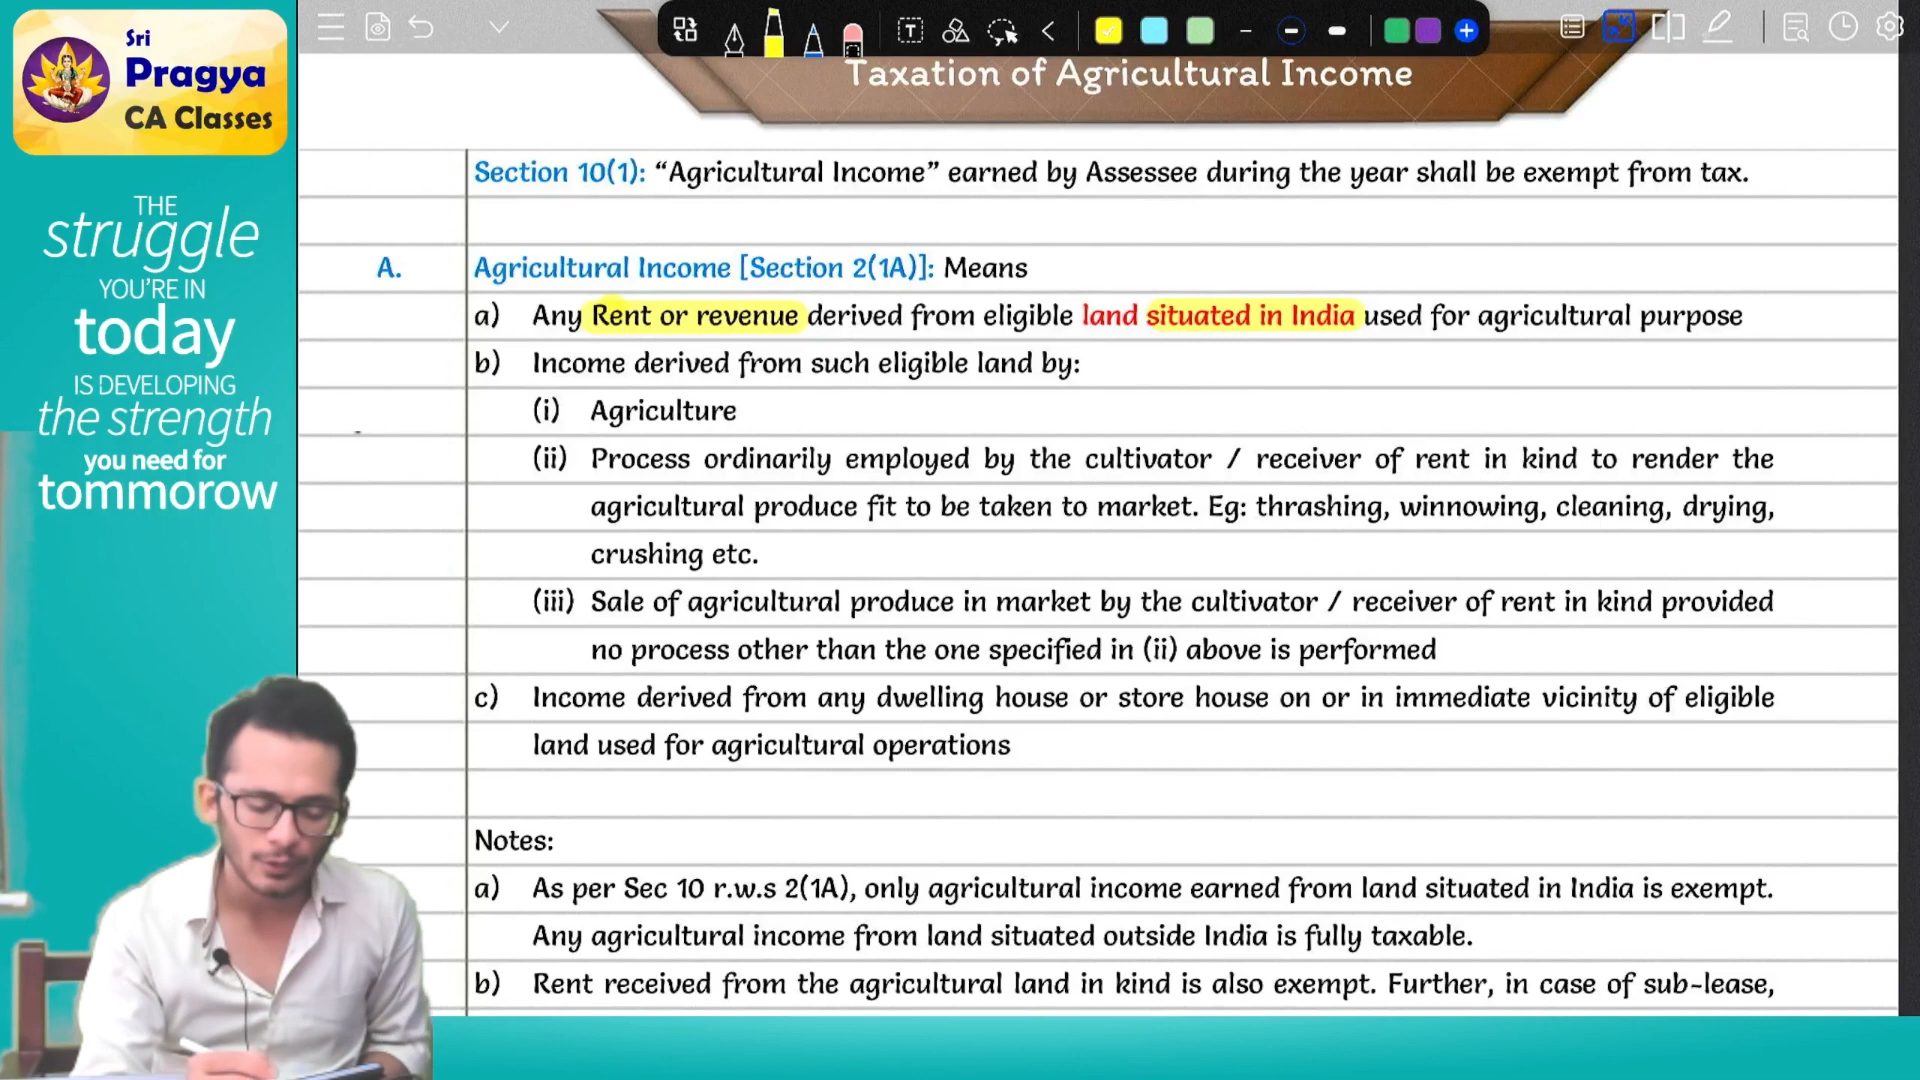 Sri
Pragya
CA Classes
THE
struggle
YOU'RE IN
today
IS DEVELOPING
the strength
you need for
tommorow
Taxation of Agricultural Income
Section 10(1): “Agricultural Income” earned by Assessee during the year shall be exempt from tax.
A. Agricultural Income [Section 2(1A)]: Means
a) Any Rent or revenue derived from eligible land situated in India used for agricultural purpose
b) Income derived from such eligible land by:
(i) Agriculture
(ii) Process ordinarily employed by the cultivator / receiver of rent in kind to render the
agricultural produce fit to be taken to market. Eg: thrashing, winnowing, cleaning, drying,
crushing etc.
(iii) Sale of agricultural produce in market by the cultivator / receiver of rent in kind provided
no process other than the one specified in (ii) above is performed
c) Income derived from any dwelling house or store house on or in immediate vicinity of eligible
land used for agricultural operations
Notes:
a) As per Sec 10 r.w.s 2(1A), only agricultural income earned from land situated in India is exempt.
Any agricultural income from land situated outside India is fully taxable.
b) Rent received from the agricultural land in kind is also exempt. Further, in case of sub-lease,